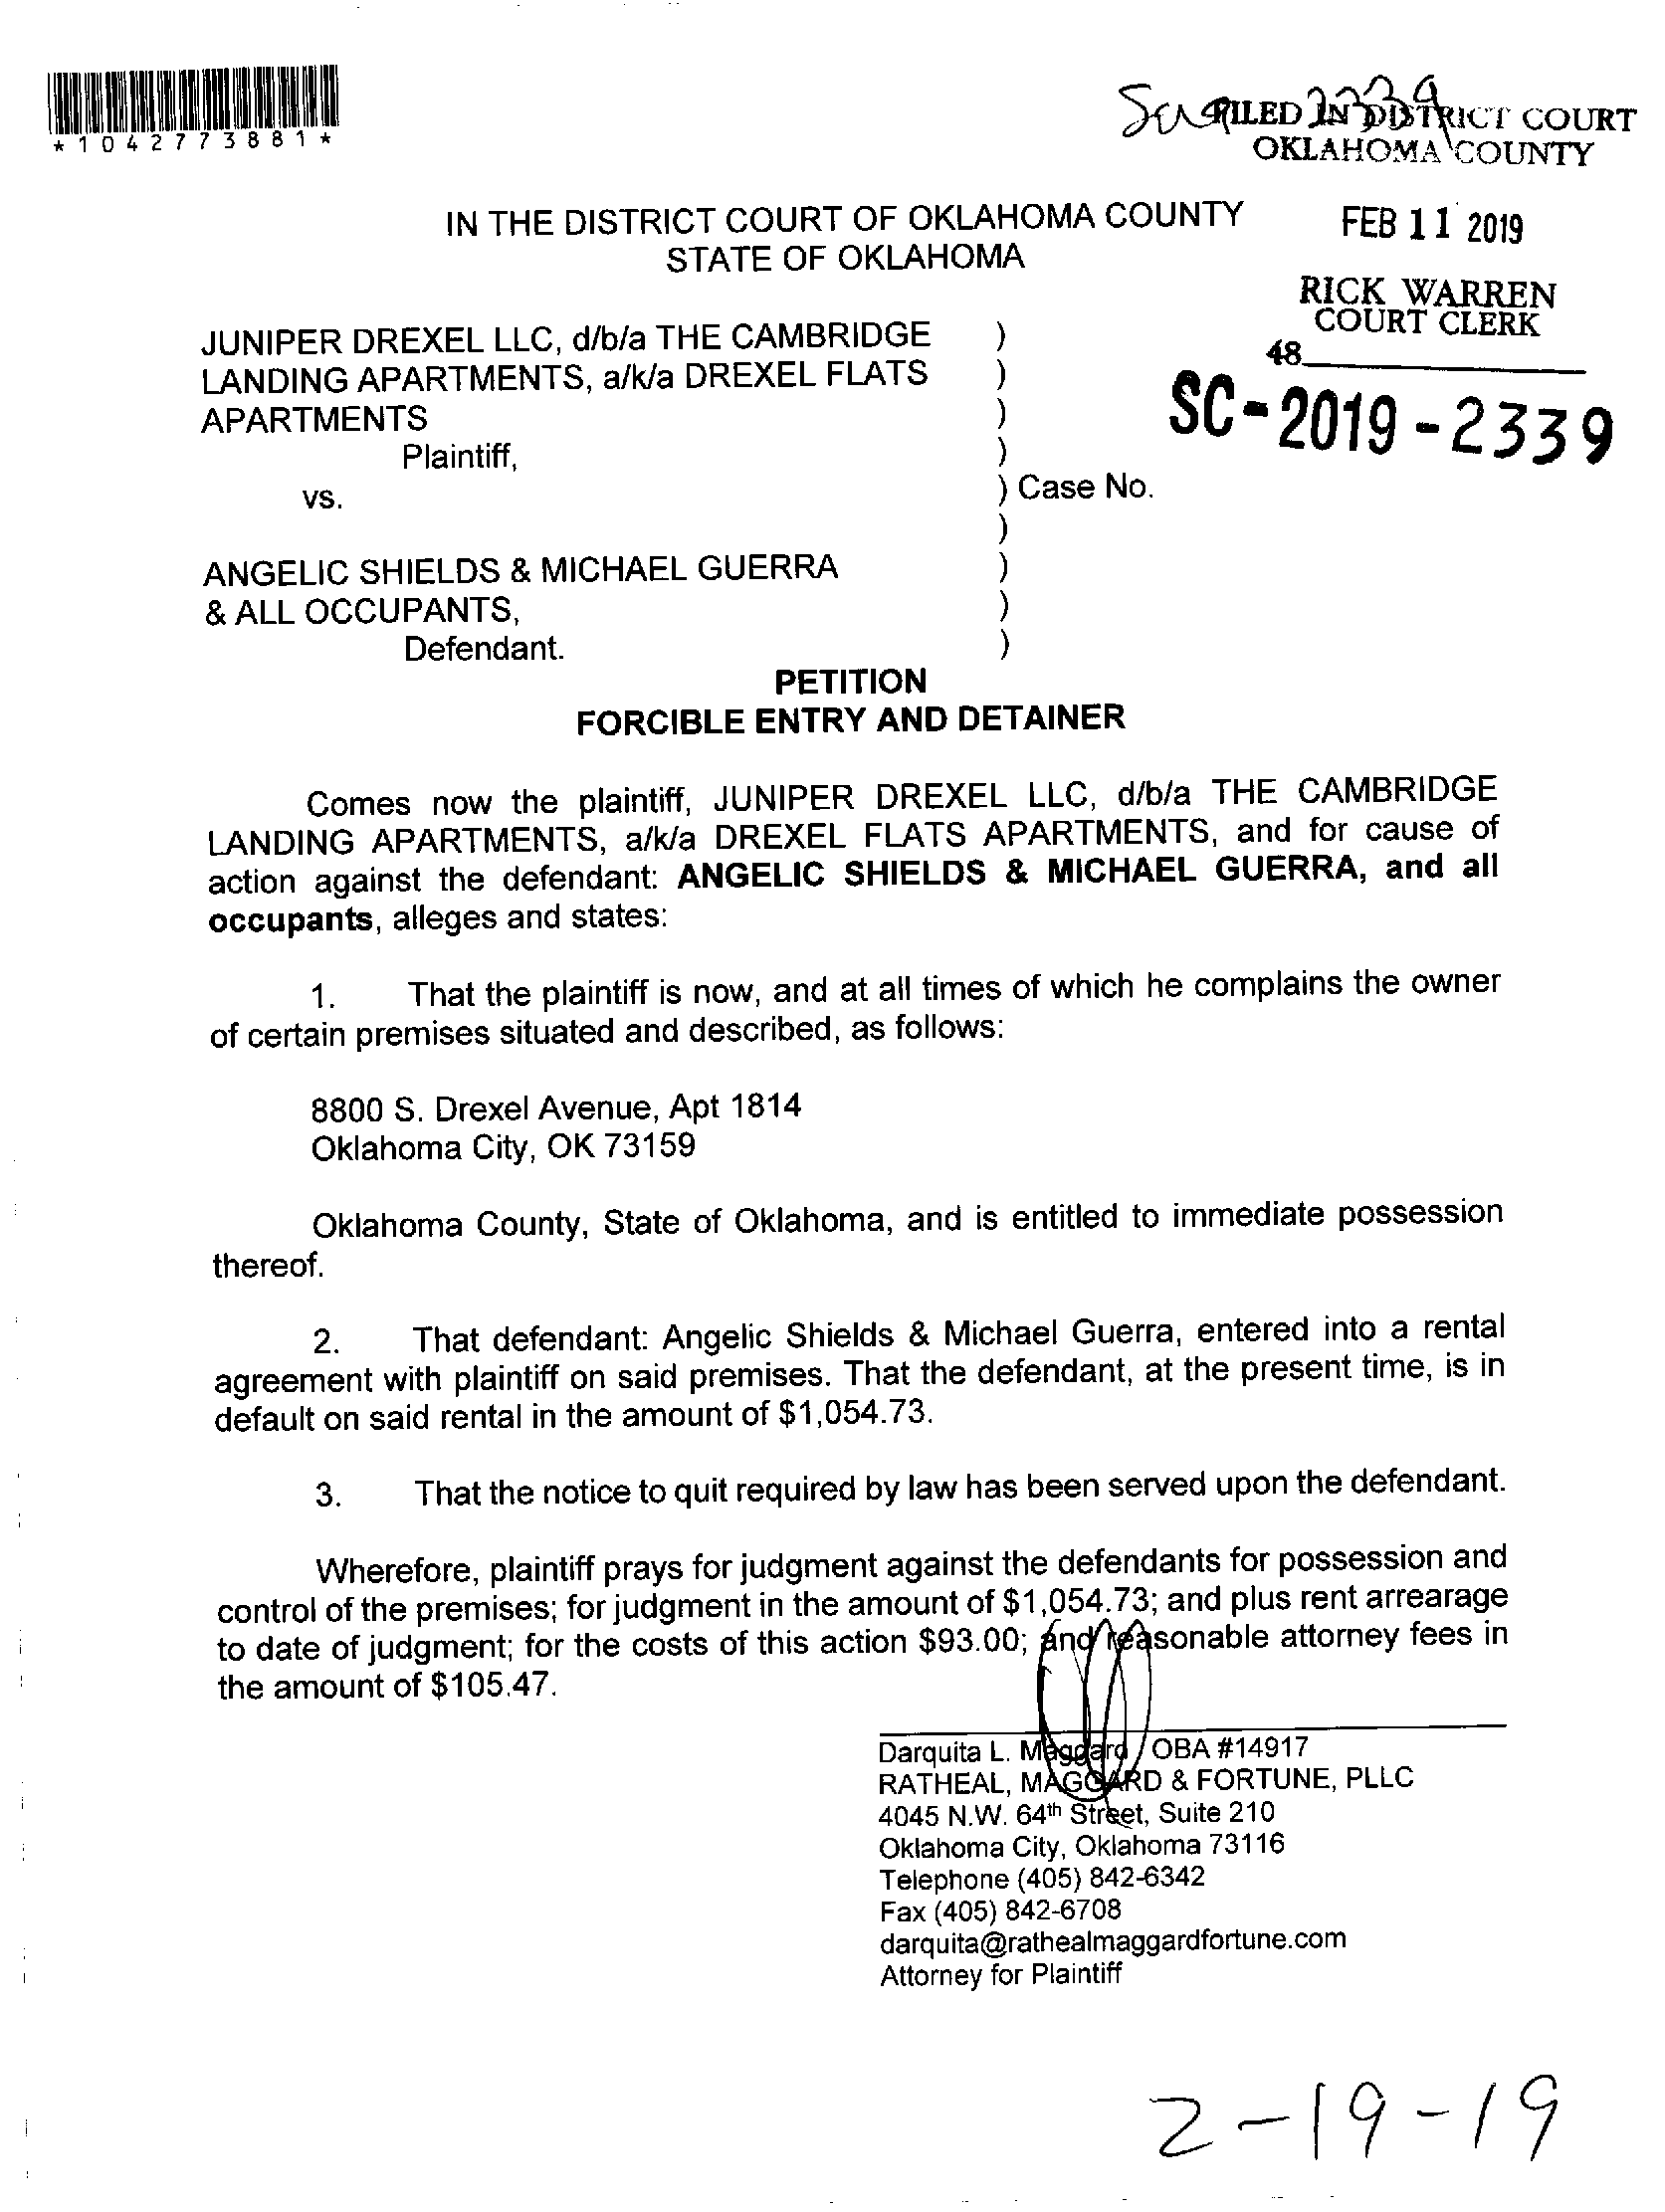 *1042773881*
FILED IN DISTRICT COURT
OKLAHOMA COUNTY
IN THE DISTRICT COURT OF OKLAHOMA COUNTY
STATE OF OKLAHOMA
FEB 11 2019
RICK WARREN
COURT CLERK
48
SC-2019-2339
JUNIPER DREXEL LLC, d/b/a THE CAMBRIDGE )
LANDING APARTMENTS, a/k/a DREXEL FLATS )
APARTMENTS )
Plaintiff, )
vs. ) Case No.
)
ANGELIC SHIELDS & MICHAEL GUERRA )
& ALL OCCUPANTS, )
Defendant. )
PETITION
FORCIBLE ENTRY AND DETAINER
Comes now the plaintiff, JUNIPER DREXEL LLC, d/b/a THE CAMBRIDGE
LANDING APARTMENTS, a/k/a DREXEL FLATS APARTMENTS, and for cause of
action against the defendant: ANGELIC SHIELDS & MICHAEL GUERRA, and all
occupants, alleges and states:
1. That the plaintiff is now, and at all times of which he complains the owner
of certain premises situated and described, as follows:
8800 S. Drexel Avenue, Apt 1814
Oklahoma City, OK 73159
Oklahoma County, State of Oklahoma, and is entitled to immediate possession
thereof.
2. That defendant: Angelic Shields & Michael Guerra, entered into a rental
agreement with plaintiff on said premises. That the defendant, at the present time, is in
default on said rental in the amount of $1,054.73.
3. That the notice to quit required by law has been served upon the defendant.
Wherefore, plaintiff prays for judgment against the defendants for possession and
control of the premises; for judgment in the amount of $1,054.73; and plus rent arrearage
to date of judgment; for the costs of this action $93.00; and reasonable attorney fees in
the amount of $105.47.
Darquita L. Maggard / OBA #14917
RATHEAL, MAGGARD & FORTUNE, PLLC
4045 N.W. 64th Street, Suite 210
Oklahoma City, Oklahoma 73116
Telephone (405) 842-6342
Fax (405) 842-6708
darquita@rathealmaggardfortune.com
Attorney for Plaintiff
2-19-19